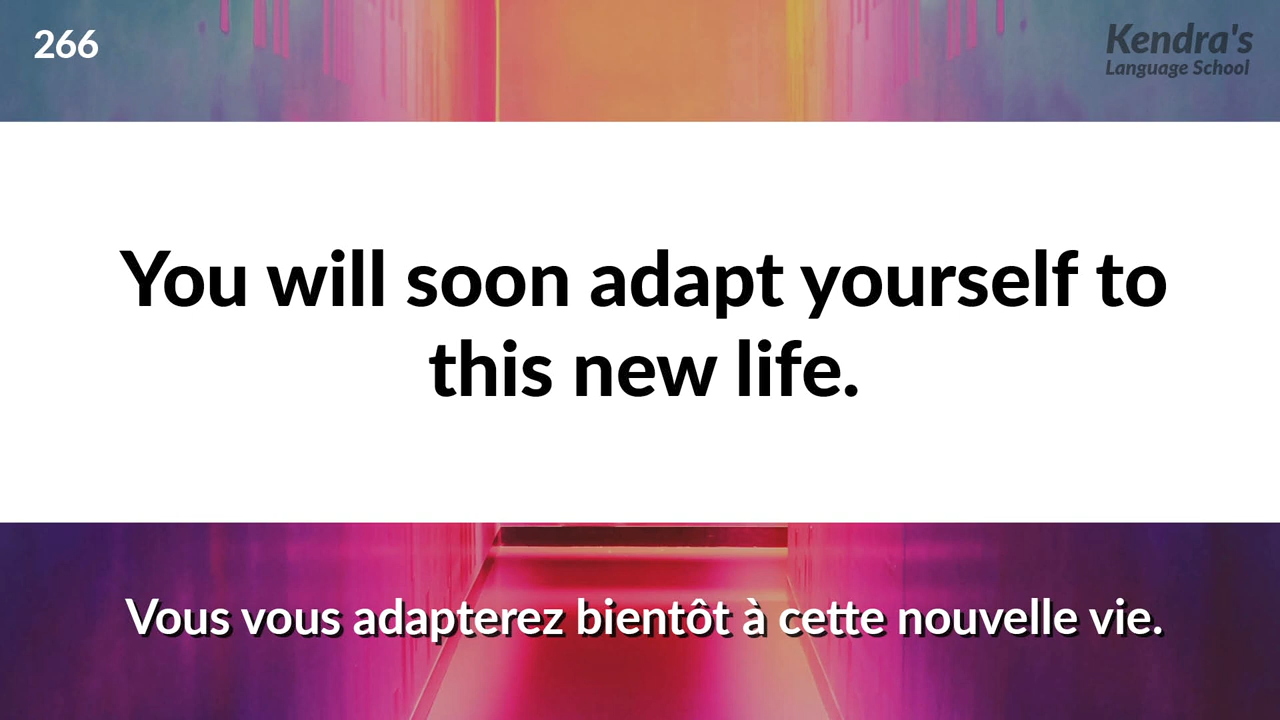 266
Kendra's
Language School
You will soon adapt yourself to
this new life.
Vous vous adapterez bientôt à cette nouvelle vie.